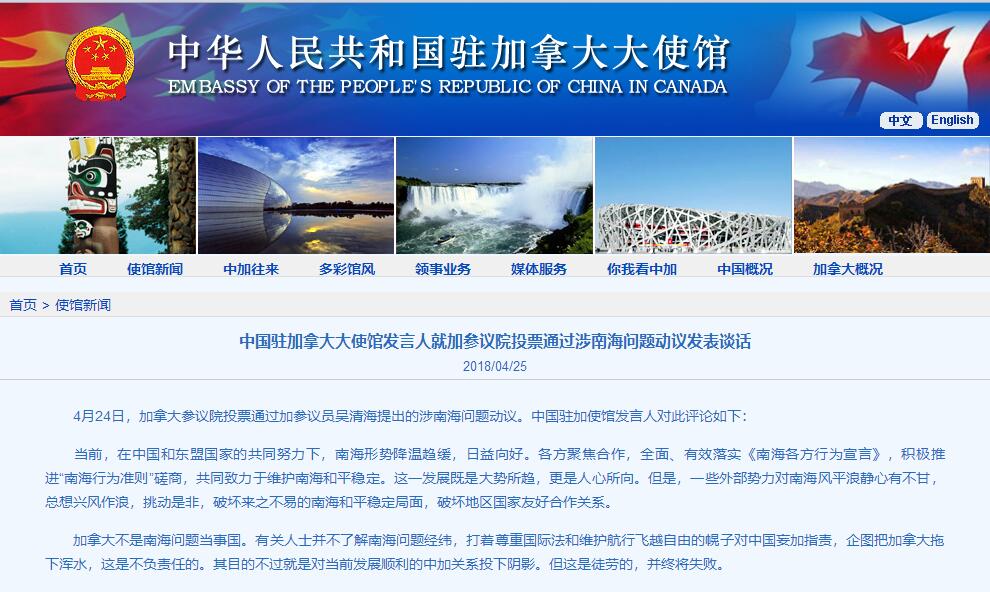 中华人民共和国驻加拿大大使馆
EMBASSY OF THE PEOPLE'S REPUBLIC OF CHINA IN CANADA
中文 English
首页 使馆新闻 中加往来 多彩馆风 领事业务 媒体服务 你我看中加 中国概况 加拿大概况
首页 > 使馆新闻
中国驻加拿大大使馆发言人就加参议院投票通过涉南海问题动议发表谈话
2018/04/25
4月24日，加拿大参议院投票通过加参议员吴清海提出的涉南海问题动议。中国驻加使馆发言人对此评论如下：
当前，在中国和东盟国家的共同努力下，南海形势降温趋缓，日益向好。各方聚焦合作，全面、有效落实《南海各方行为宣言》，积极推
进“南海行为准则”磋商，共同致力于维护南海和平稳定。这一发展既是大势所趋，更是人心所向。但是，一些外部势力对南海风平浪静心有不甘，
总想兴风作浪，挑动是非，破坏来之不易的南海和平稳定局面，破坏地区国家友好合作关系。
加拿大不是南海问题当事国。有关人士并不了解南海问题经纬，打着尊重国际法和维护航行飞越自由的幌子对中国妄加指责，企图把加拿大拖
下浑水，这是不负责任的。其目的不过就是对当前发展顺利的中加关系投下阴影。但这是徒劳的，并终将失败。